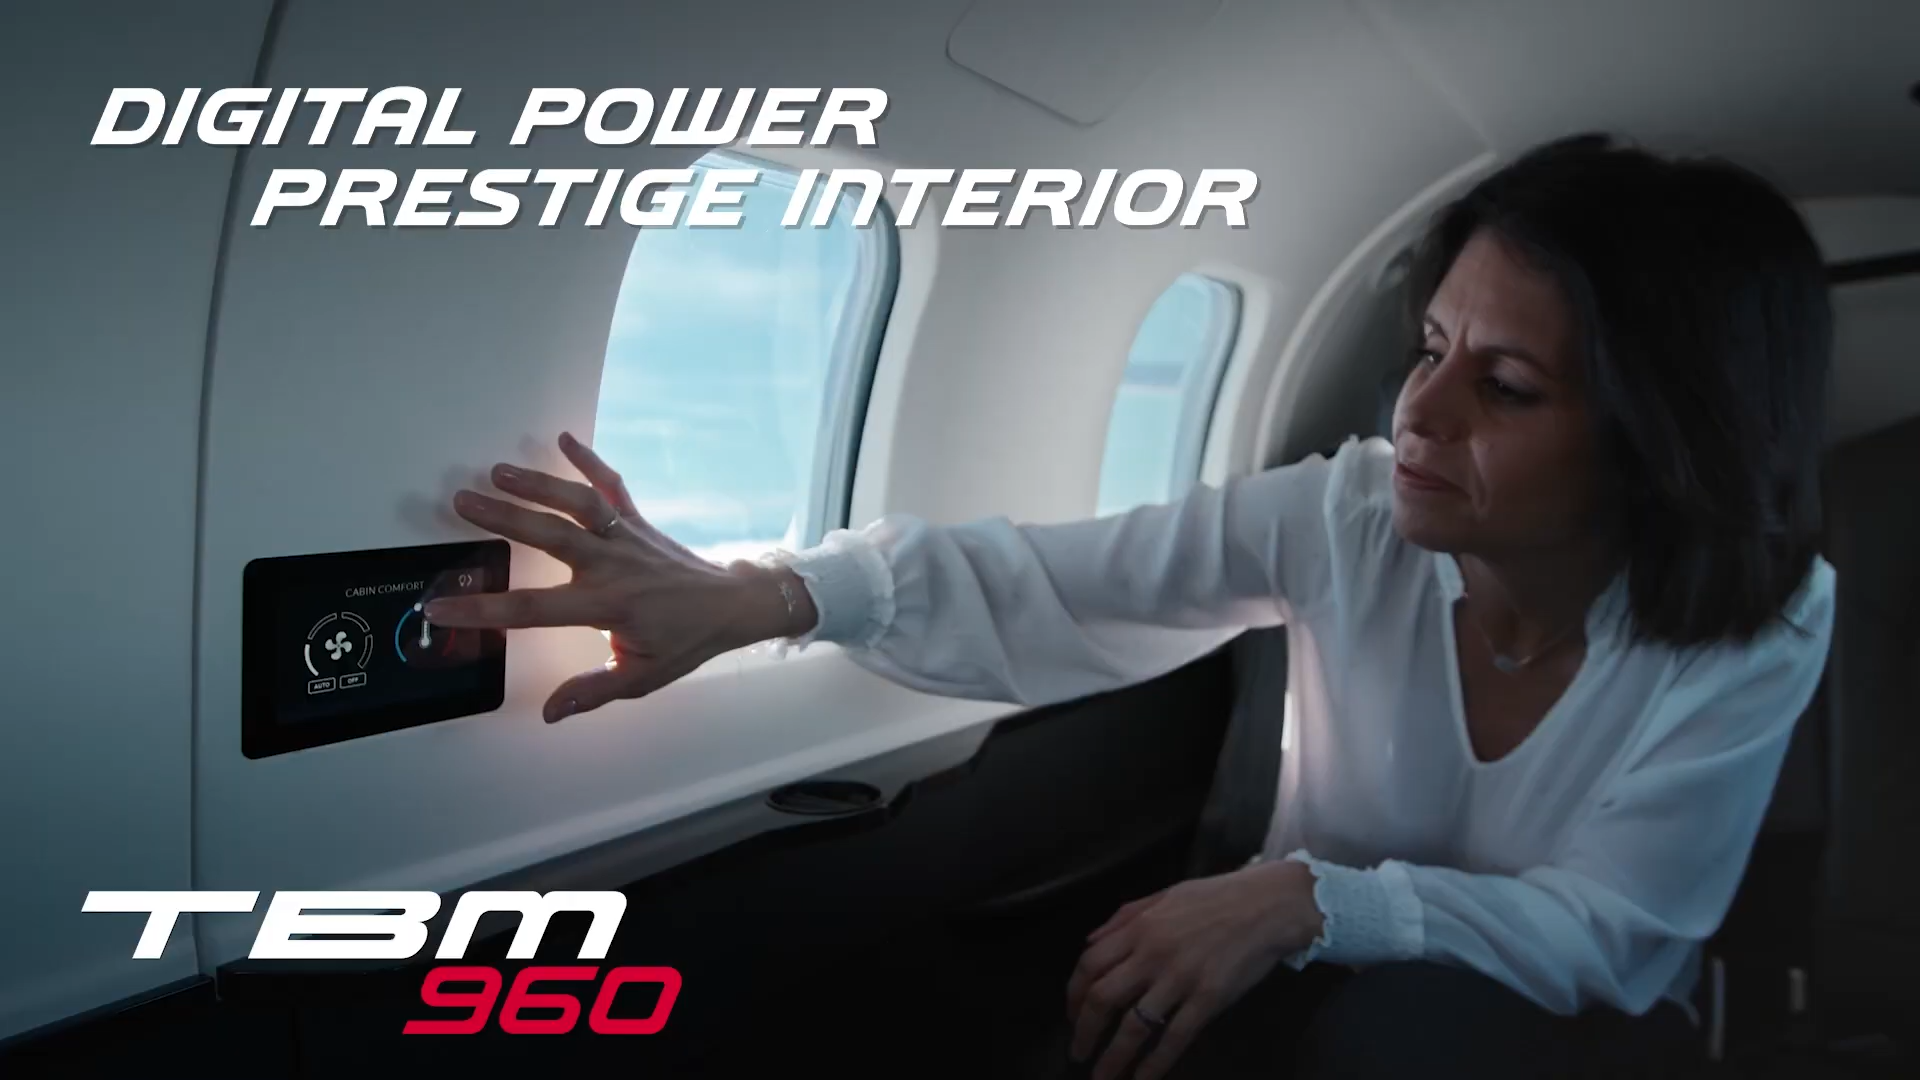 DIGITAL POWER
PRESTIGE INTERIOR
CABIN COMFORT
AUTO OFF
TBM
960